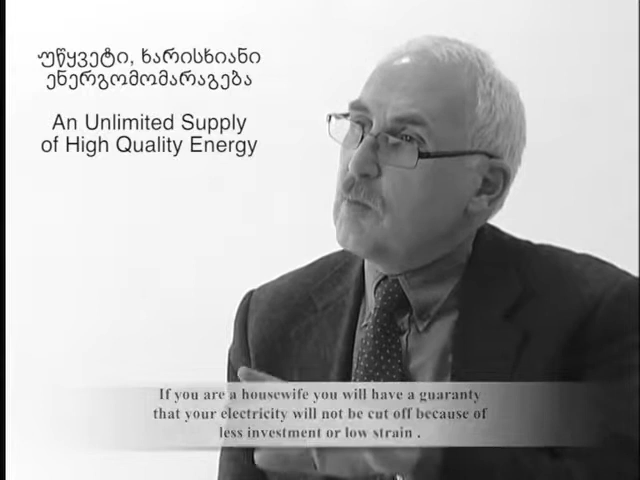 უწყვეტი, ხარისხიანი
ენერგომომარაგება
An Unlimited Supply
of High Quality Energy
If you are a housewife you will have a guaranty
that your electricity will not be cut off because of
less investment or low strain .